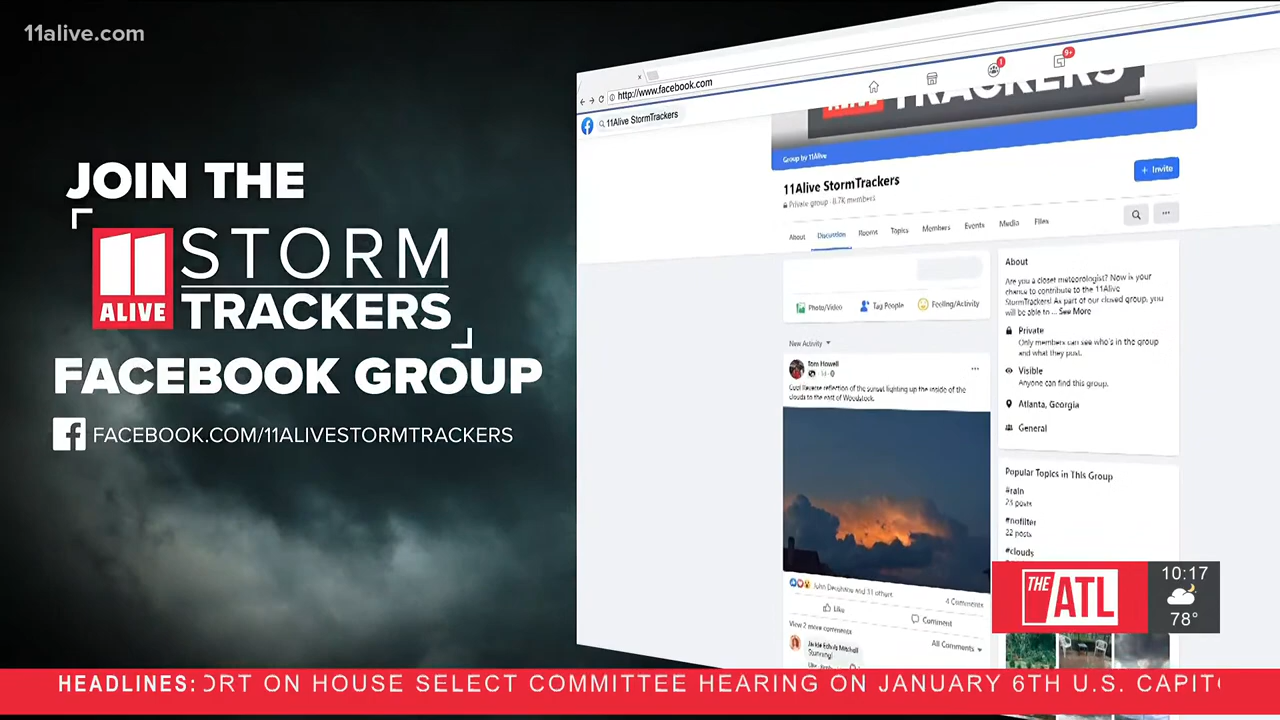 11alive.com
JOIN THE
11 ALIVE
STORM
TRACKERS
FACEBOOK GROUP
FACEBOOK.COM/11ALIVESTORMTRACKERS
http://www.facebook.com
11Alive StormTrackers
1
9+
ALIVE TRACKERS
Group by 11Alive
11Alive StormTrackers
Private group · 8.7K members
+ Invite
About Discussion Rooms Topics Members Events Media Files
Photo/Video Tag People Feeling/Activity
New Activity
Tom Howell
Cool Reverse reflection of the sunset lighting up the inside of the
clouds to the east of Woodstock.
and 31 others
4 Comments
Like Comment
View 2 more comments
All Comments
Stunning!
About
Are you a closet meteorologist? Now is your
chance to contribute to the 11Alive
StormTrackers! As part of our closed group, you
will be able to ... See More
Private
Only members can see who's in the group
and what they post.
Visible
Anyone can find this group.
Atlanta, Georgia
General
Popular Topics in This Group
#rain
#nofilter
22 posts
#clouds
THE ATL
10:17
78°
HEADLINES: ORT ON HOUSE SELECT COMMITTEE HEARING ON JANUARY 6TH U.S. CAPITO